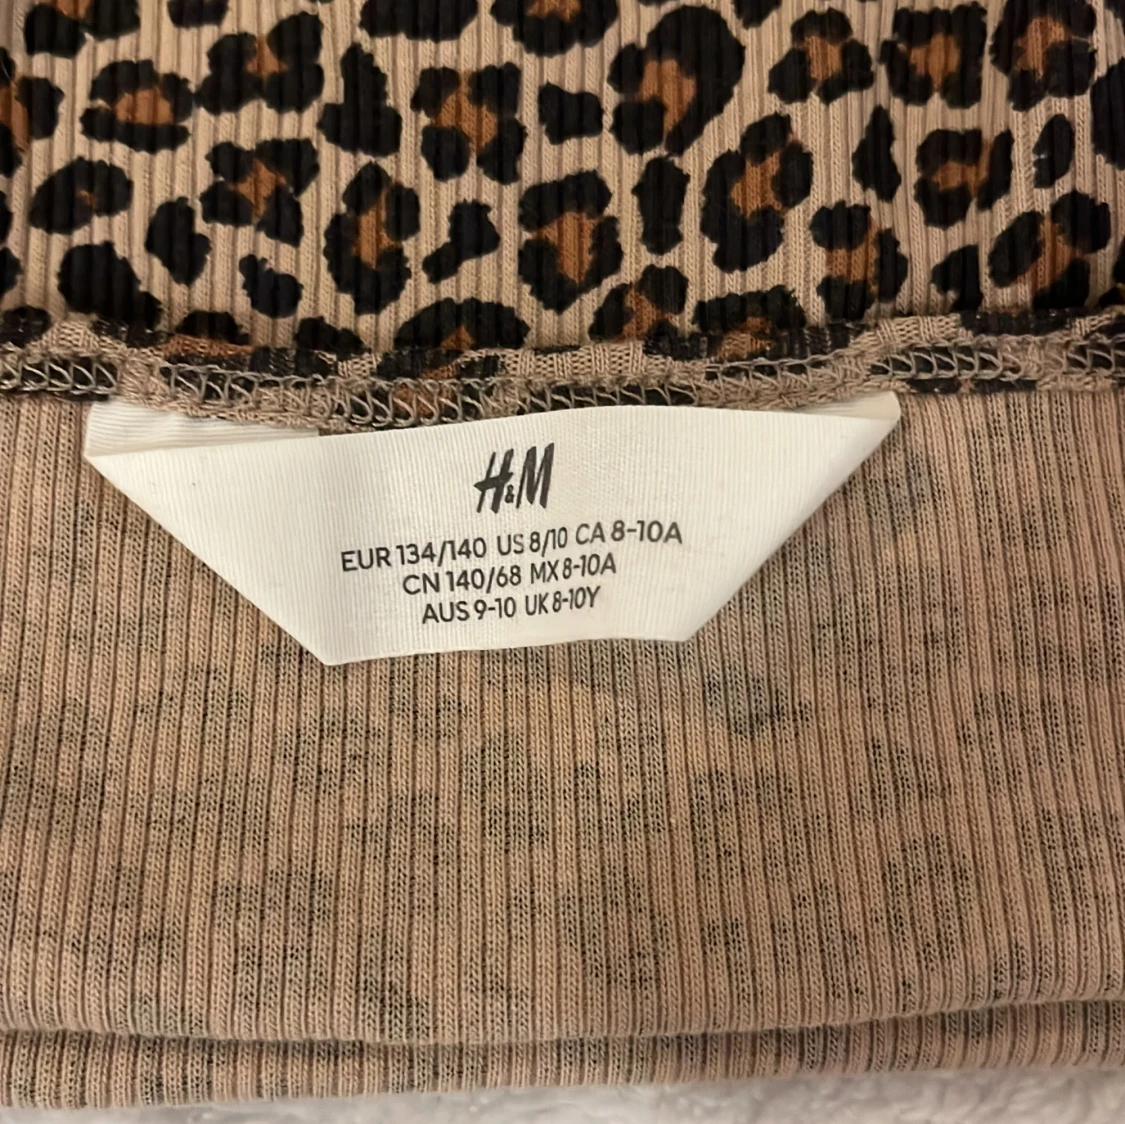 H&M
EUR 134/140 US 8/10 CA 8-10A
CN 140/68 MX 8-10A
AUS 9-10 UK 8-10Y